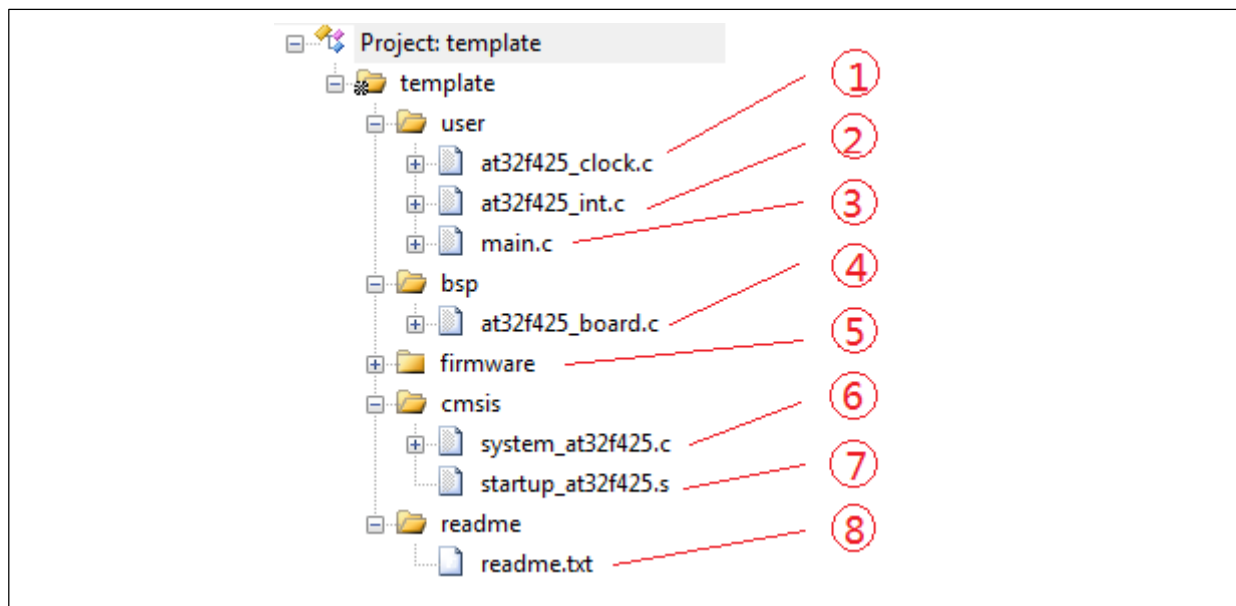 Project: template
template
①
user
at32f425_clock.c
②
at32f425_int.c
③
main.c
④
bsp
at32f425_board.c
⑤
firmware
cmsis
⑥
system_at32f425.c
⑦
startup_at32f425.s
readme
⑧
readme.txt